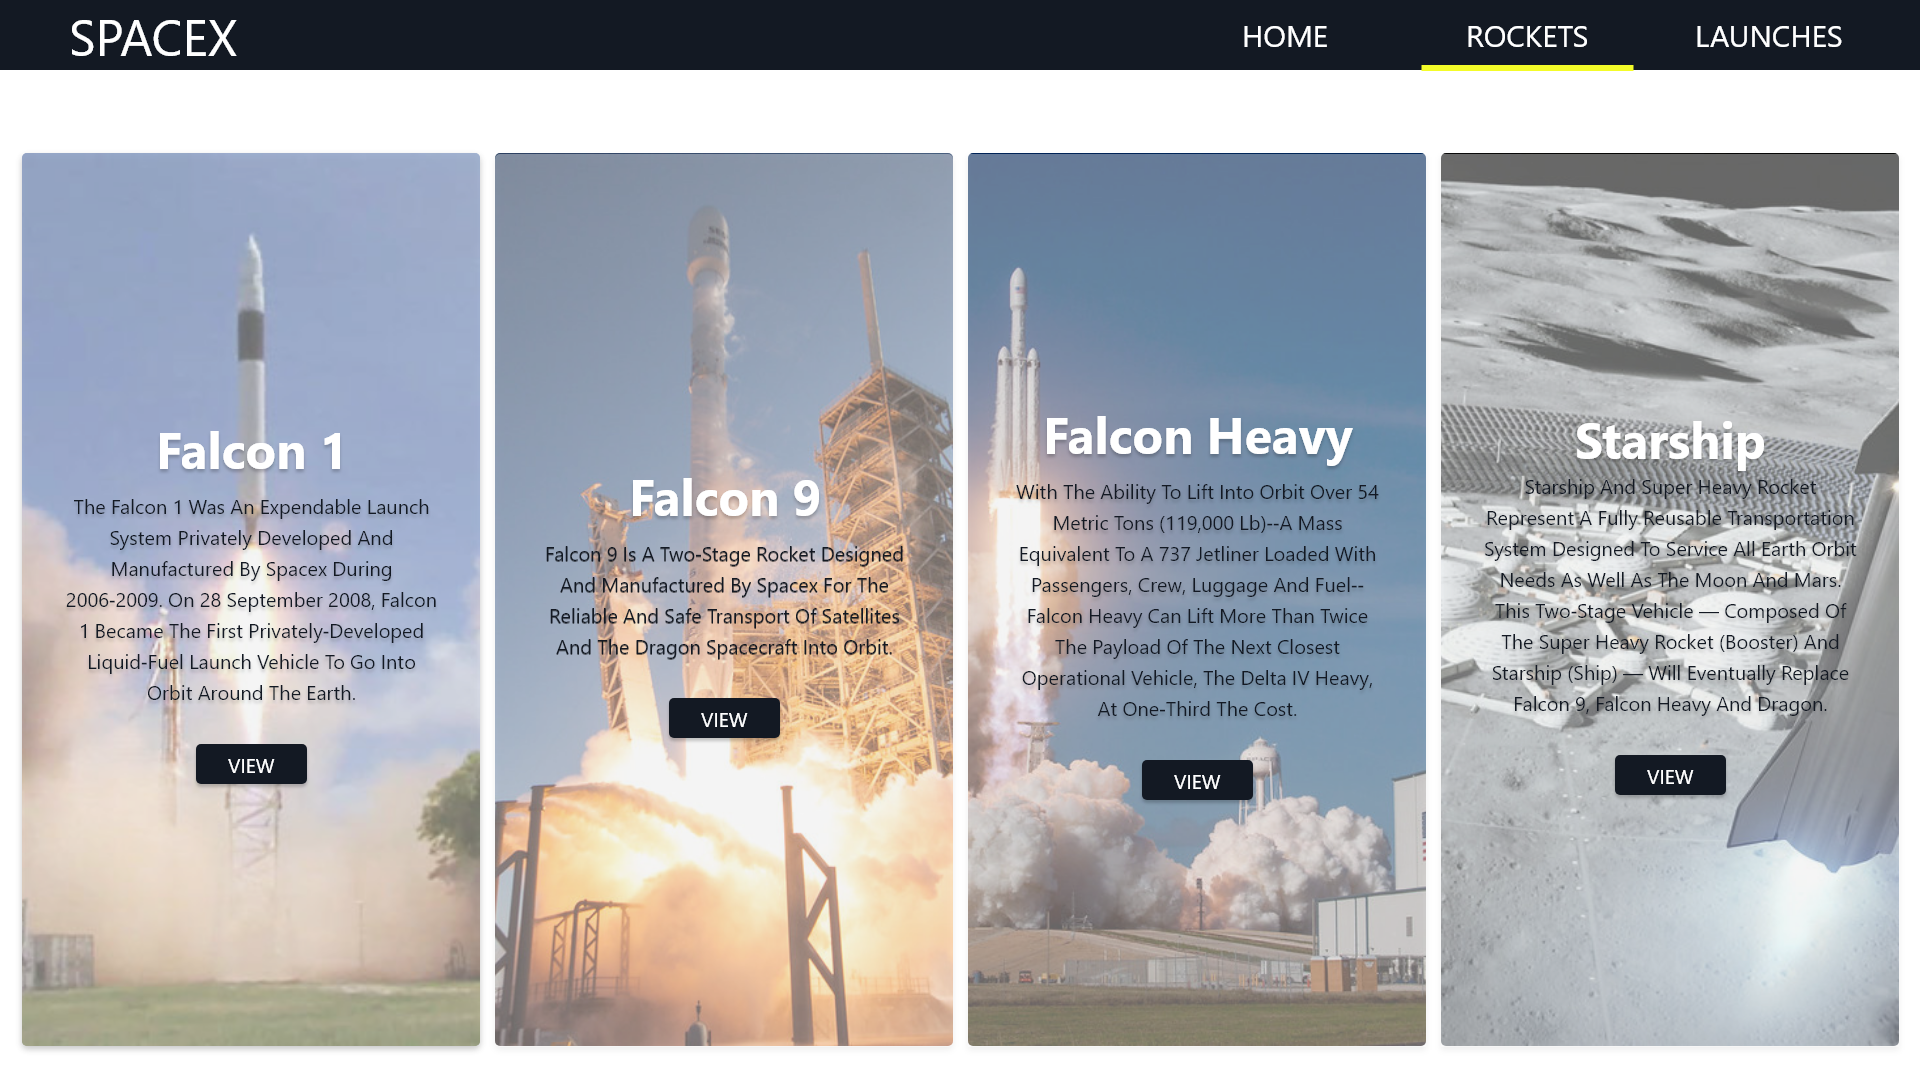 SPACEX
HOME
ROCKETS
LAUNCHES
Falcon 1
The Falcon 1 Was An Expendable Launch
System Privately Developed And
Manufactured By Spacex During
2006-2009. On 28 September 2008, Falcon
1 Became The First Privately-Developed
Liquid-Fuel Launch Vehicle To Go Into
Orbit Around The Earth.
VIEW
Falcon 9
Falcon 9 Is A Two-Stage Rocket Designed
And Manufactured By Spacex For The
Reliable And Safe Transport Of Satellites
And The Dragon Spacecraft Into Orbit.
VIEW
Falcon Heavy
With The Ability To Lift Into Orbit Over 54
Metric Tons (119,000 Lb)--A Mass
Equivalent To A 737 Jetliner Loaded With
Passengers, Crew, Luggage And Fuel--
Falcon Heavy Can Lift More Than Twice
The Payload Of The Next Closest
Operational Vehicle, The Delta IV Heavy,
At One-Third The Cost.
VIEW
Starship
Starship And Super Heavy Rocket
Represent A Fully Reusable Transportation
System Designed To Service All Earth Orbit
Needs As Well As The Moon And Mars.
This Two-Stage Vehicle — Composed Of
The Super Heavy Rocket (Booster) And
Starship (Ship) — Will Eventually Replace
Falcon 9, Falcon Heavy And Dragon.
VIEW